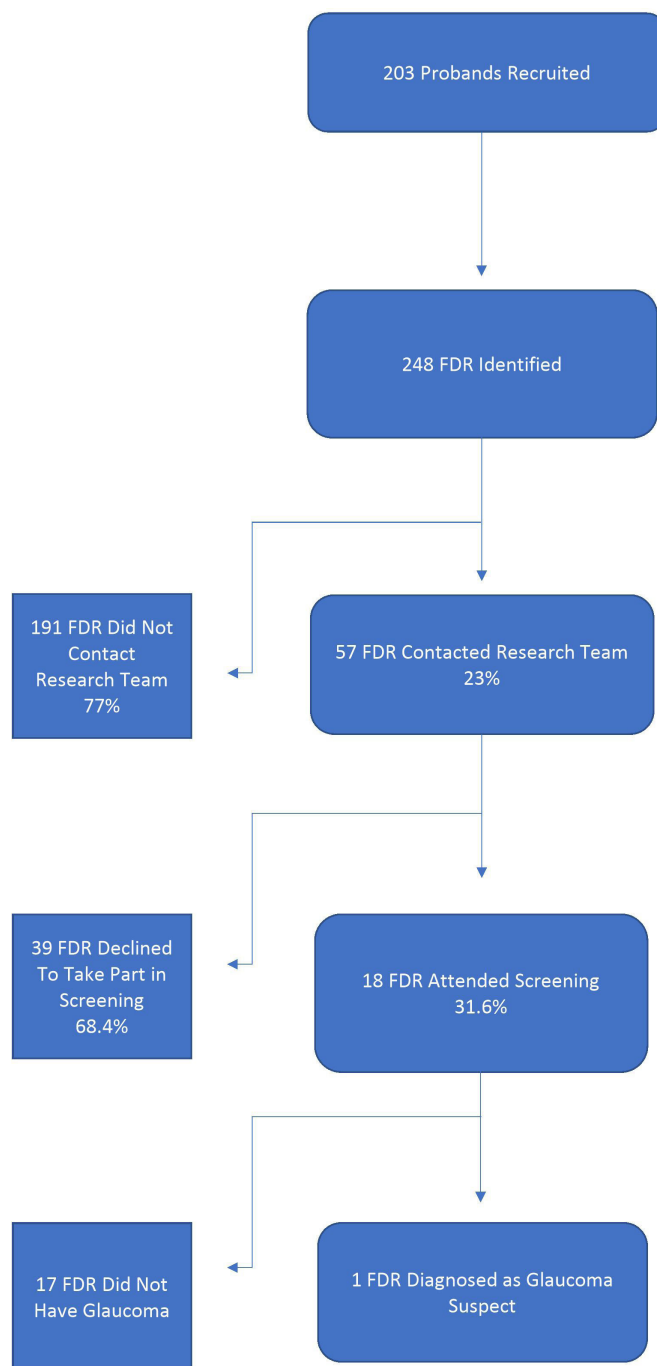 203 Probands Recruited
248 FDR Identified
191 FDR Did Not
Contact
Research Team
77%
57 FDR Contacted Research Team
23%
39 FDR Declined
To Take Part in
Screening
68.4%
18 FDR Attended Screening
31.6%
17 FDR Did Not
Have Glaucoma
1 FDR Diagnosed as Glaucoma
Suspect